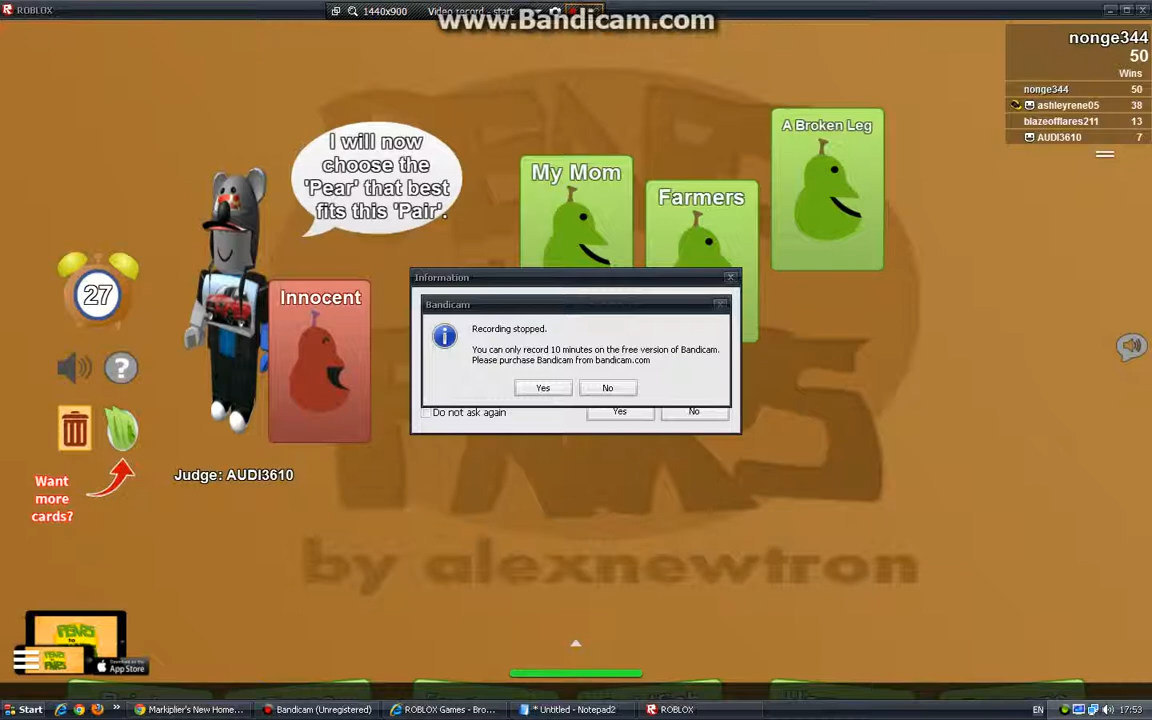 ROBLOX
1440x900
Video record - start
www.Bandicam.com
nonge344
50
Wins
nonge344 50
ashleyrene05 38
blazeofflares211 13
AUDI3610 7
I will now
choose the
'Pear' that best
fits this 'Pair'.
My Mom
Farmers
A Broken Leg
27
Innocent
Information
Bandicam
Recording stopped.
You can only record 10 minutes on the free version of Bandicam.
Please purchase Bandicam from bandicam.com
Yes No
Do not ask again
Yes No
Judge: AUDI3610
Want
more
cards?
by alexnewtron
App Store
Start
Markiplier's New Home...
Bandicam (Unregistered)
ROBLOX Games - Bro...
* Untitled - Notepad2
ROBLOX
EN
17:53